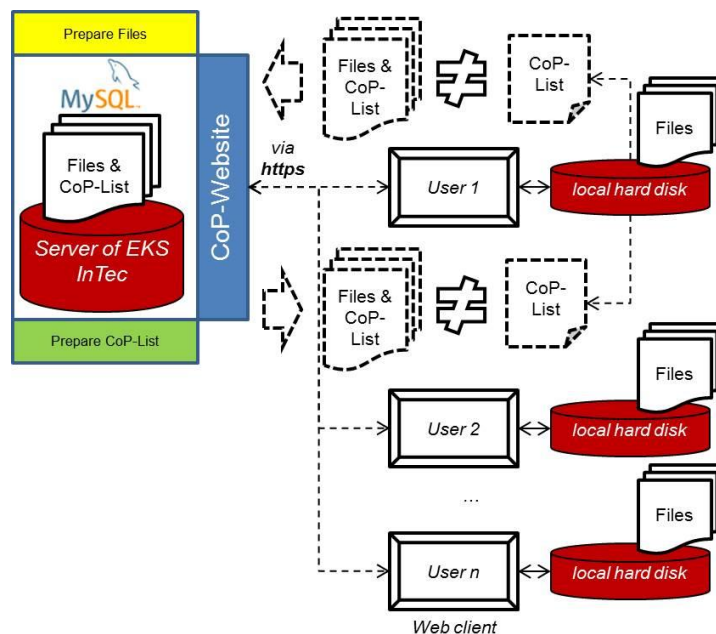 Prepare Files
MySQL™
Files &
CoP-List
Server of EKS
InTec
Prepare CoP-List
CoP-Website
via
https
Files &
CoP-
List
CoP-
List
Files
User 1
local hard disk
Files &
CoP-
List
CoP-
List
Files
User 2
local hard disk
...
Files
User n
local hard disk
Web client